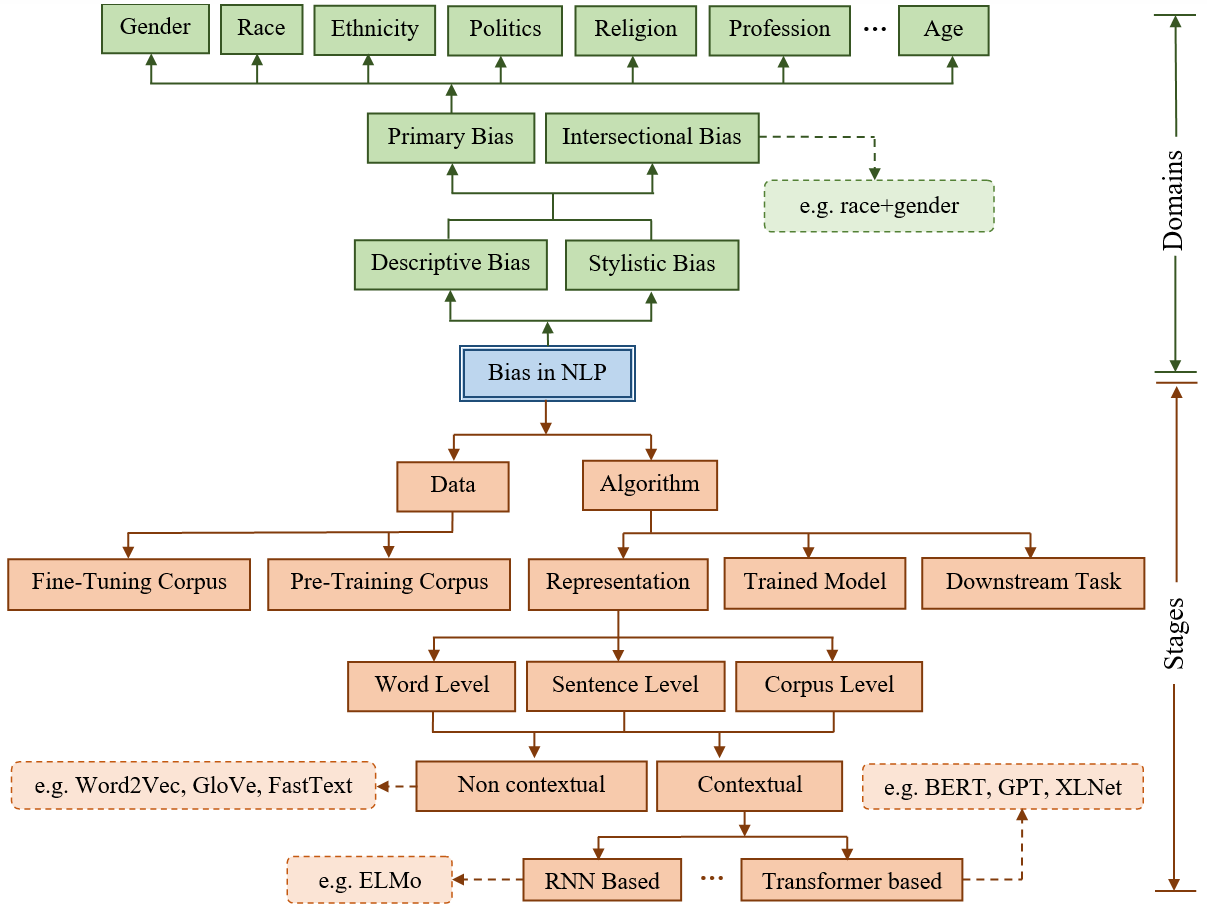 Gender
Race
Ethnicity
Politics
Religion
Profession
...
Age
Primary Bias
Intersectional Bias
e.g. race+gender
Descriptive Bias
Stylistic Bias
Domains
Bias in NLP
Data
Algorithm
Fine-Tuning Corpus
Pre-Training Corpus
Representation
Trained Model
Downstream Task
Stages
Word Level
Sentence Level
Corpus Level
e.g. Word2Vec, GloVe, FastText
Non contextual
Contextual
e.g. BERT, GPT, XLNet
e.g. ELMo
RNN Based
...
Transformer based